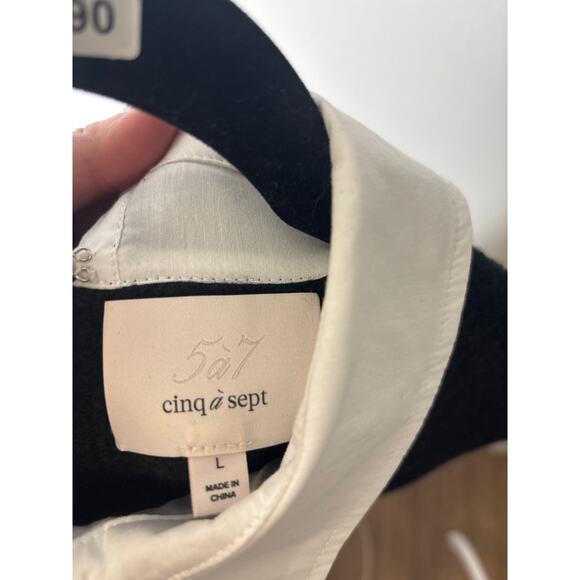 90
5à7
cinq à sept
L
MADE IN
CHINA